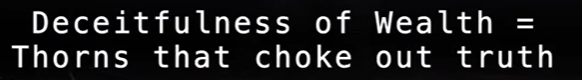 Deceitfulness of Wealth =
Thorns that choke out truth